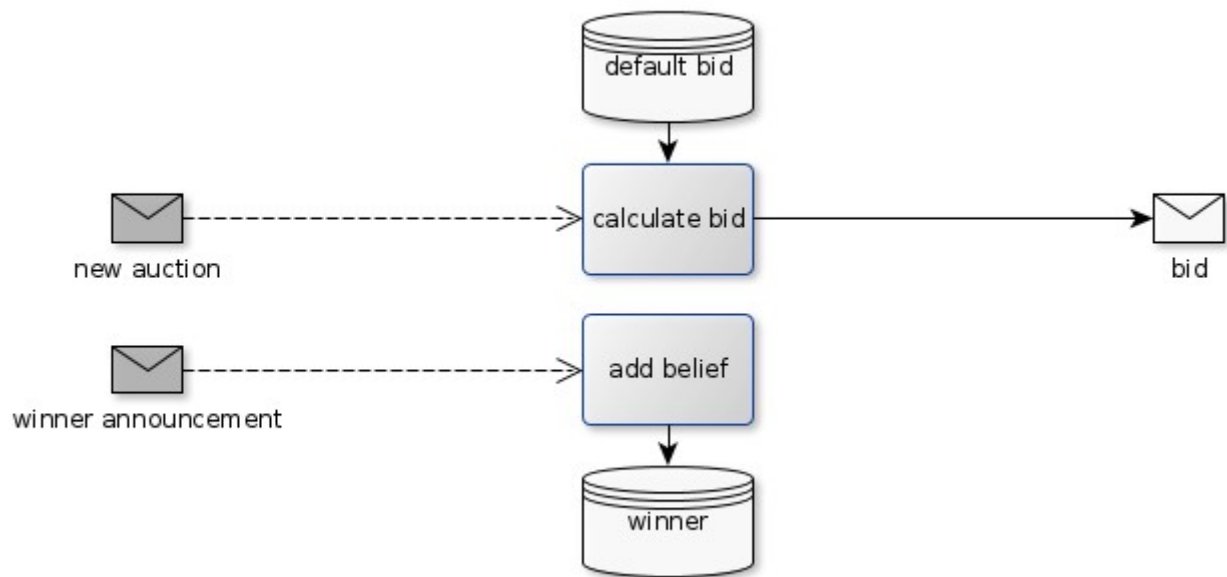 default bid
calculate bid
new auction
bid
add belief
winner announcement
winner